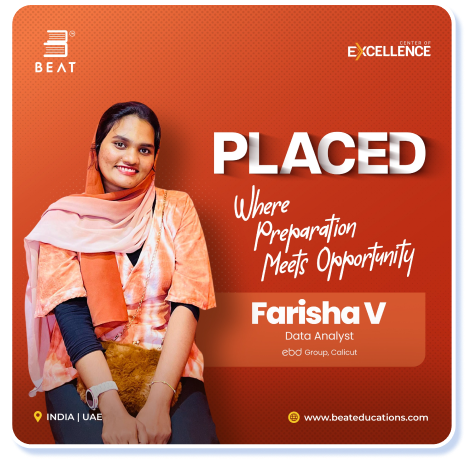 BEAT
CENTER OF
EXCELLENCE
PLACED
Where
Preparation
Meets Opportunity
Farisha V
Data Analyst
ebd Group, Calicut
INDIA | UAE
www.beateducations.com